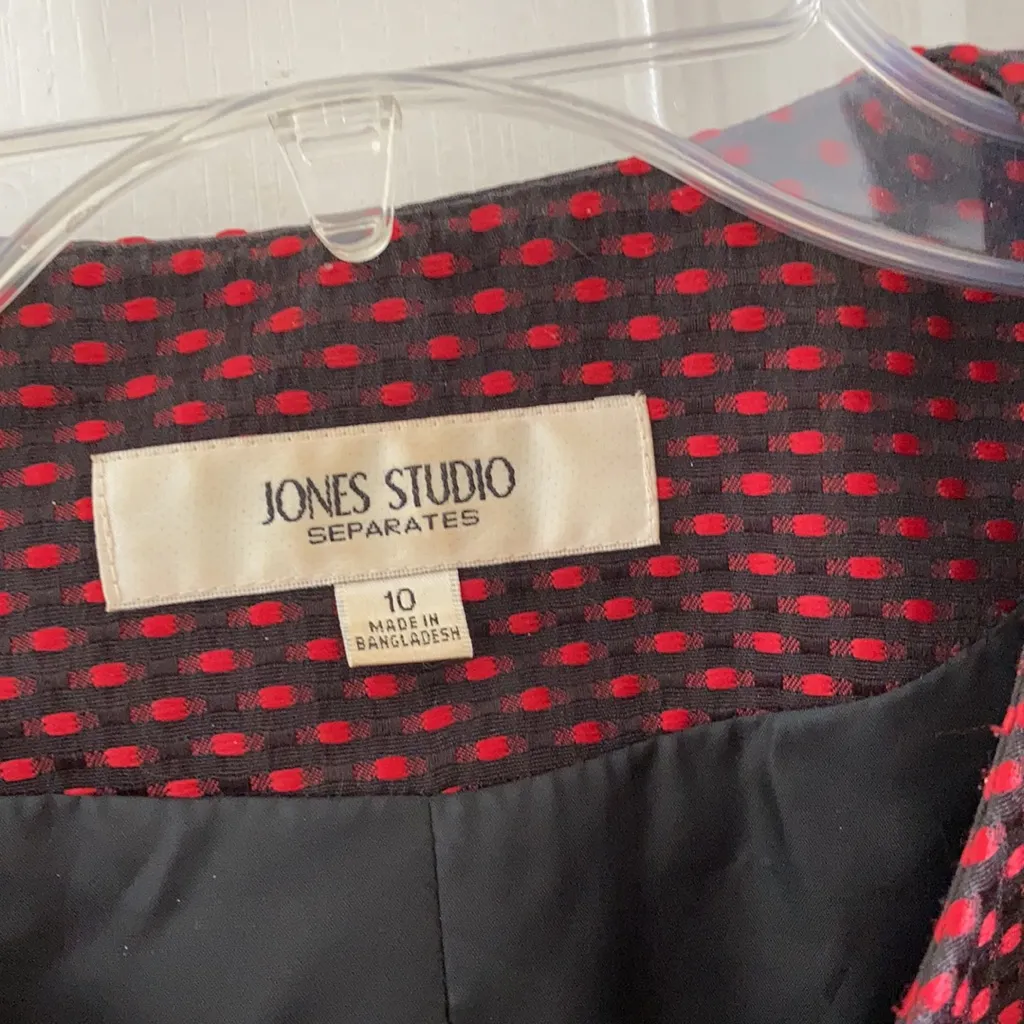 JONES STUDIO
SEPARATES
10
MADE IN
BANGLADESH